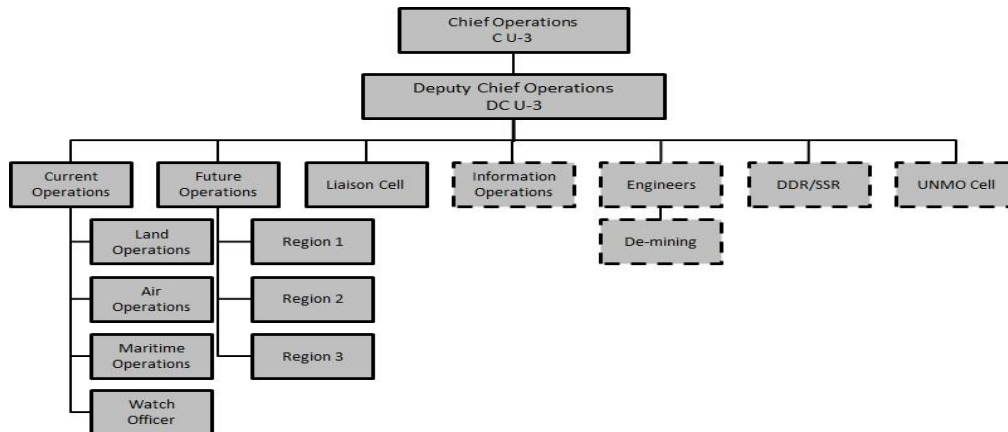 Chief Operations
C U-3
Deputy Chief Operations
DC U-3
Current
Operations
Future
Operations
Liaison Cell
Information
Operations
Engineers
DDR/SSR
UNMO Cell
Land
Operations
Region 1
De-mining
Air
Operations
Region 2
Maritime
Operations
Region 3
Watch
Officer